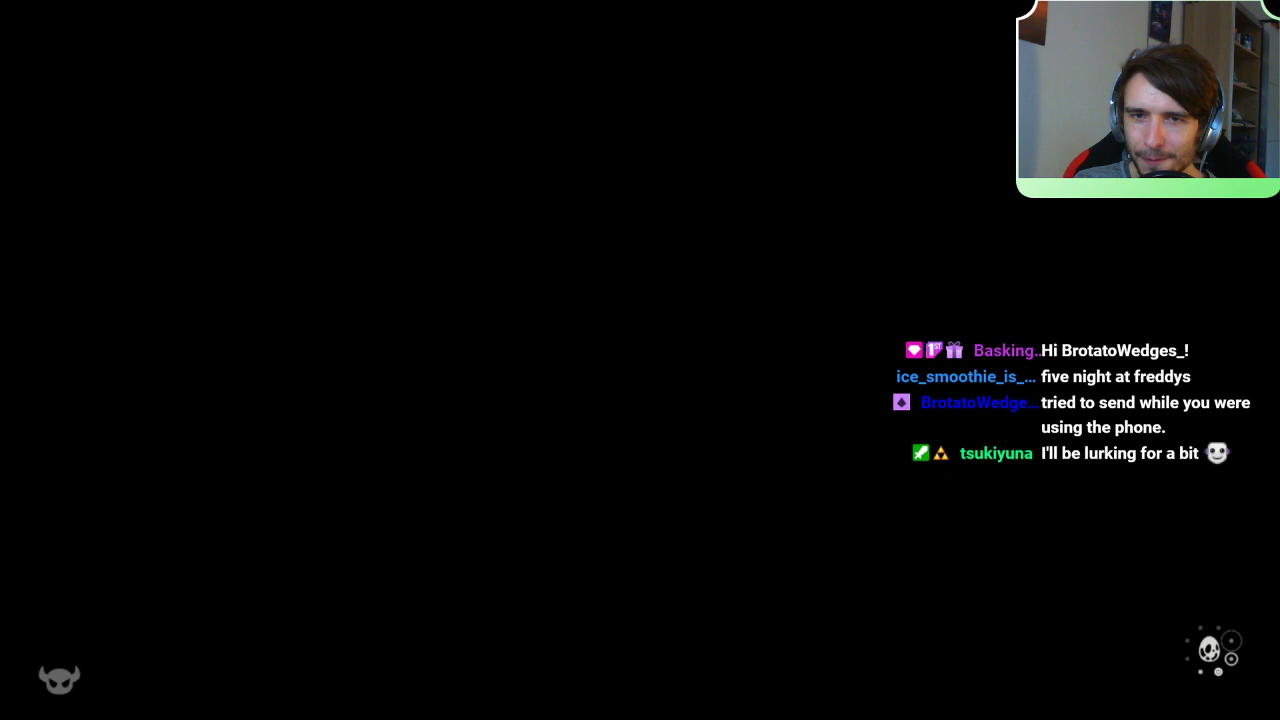 Basking… Hi BrotatoWedges_!
ice_smoothie_is_… five night at freddys
BrotatoWedge… tried to send while you were
using the phone.
tsukiyuna I'll be lurking for a bit